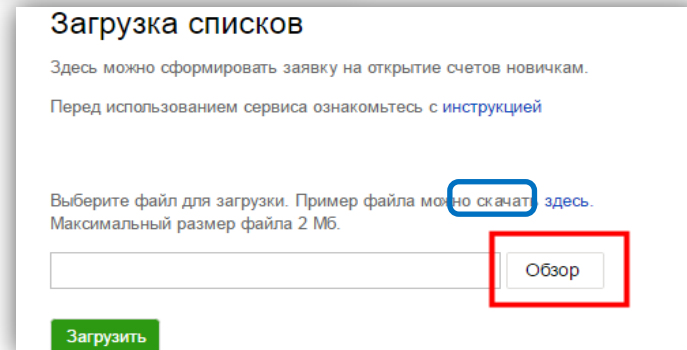 Загрузка списков
Здесь можно сформировать заявку на открытие счетов новичкам.
Перед использованием сервиса ознакомьтесь с инструкцией
Выберите файл для загрузки. Пример файла можно скачать здесь.
Максимальный размер файла 2 Мб.
Обзор
Загрузить